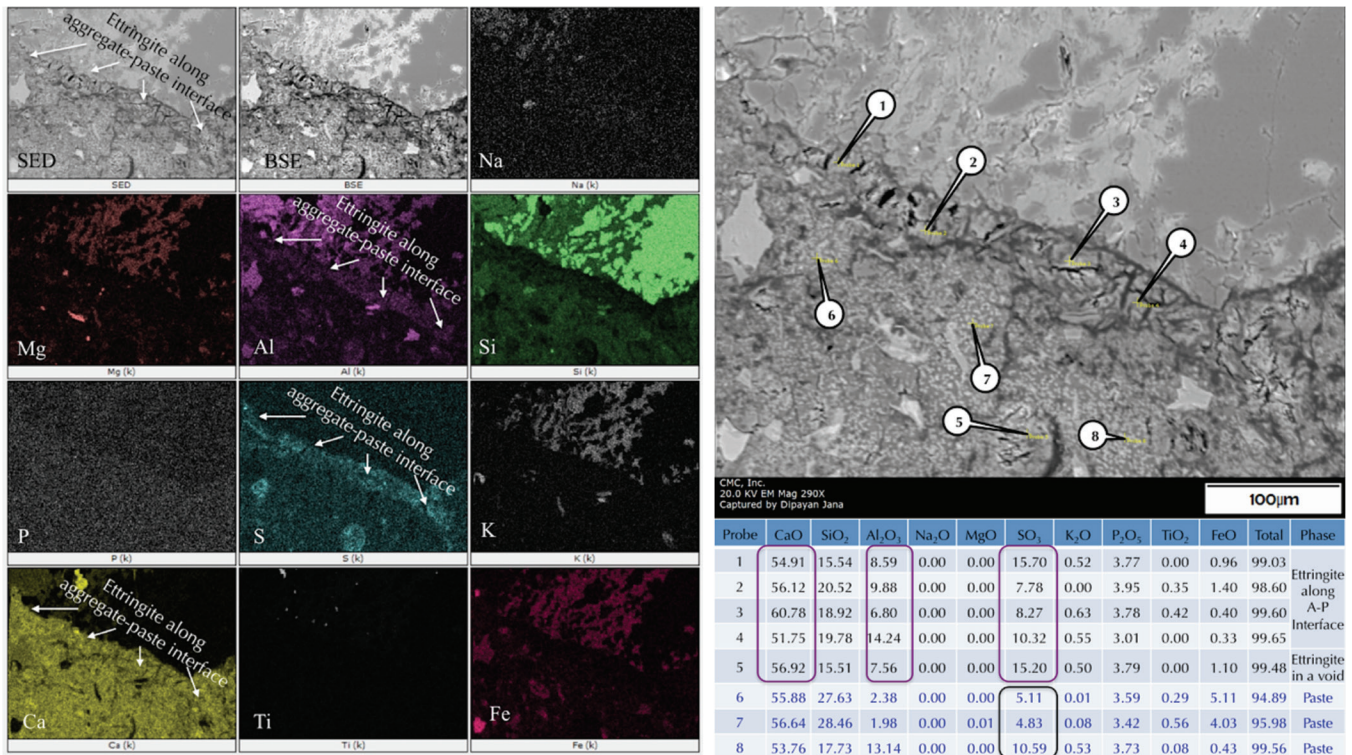 Ettringite along
aggregate-paste interface
SED
SED
BSE
BSE
Na
Na (k)
Mg
Mg (k)
Ettringite along
aggregate-paste interface
Al
Al (k)
Si
Si (k)
P
P (k)
Ettringite along
aggregate-paste interface
S
S (k)
K
K (k)
Ettringite along
aggregate-paste interface
Ca
Ca (k)
Ti
Ti (k)
Fe
Fe (k)
1
2
3
4
6
7
5
8
CMC, Inc.
20.0 KV EM Mag 290X
Captured by Dipayan Jana
100µm
Probe CaO SiO₂ Al₂O₃ Na₂O MgO SO₃ K₂O P₂O₅ TiO₂ FeO Total Phase
1 54.91 15.54 8.59 0.00 0.00 15.70 0.52 3.77 0.00 0.96 99.03
2 56.12 20.52 9.88 0.00 0.00 7.78 0.00 3.95 0.35 1.40 98.60
3 60.78 18.92 6.80 0.00 0.00 8.27 0.63 3.78 0.42 0.40 99.60
4 51.75 19.78 14.24 0.00 0.00 10.32 0.55 3.01 0.00 0.33 99.65
Ettringite
along
A-P
Interface
5 56.92 15.51 7.56 0.00 0.00 15.20 0.50 3.79 0.00 1.10 99.48 Ettringite
in a void
6 55.88 27.63 2.38 0.00 0.00 5.11 0.01 3.59 0.29 5.11 94.89 Paste
7 56.64 28.46 1.98 0.00 0.01 4.83 0.08 3.42 0.56 4.03 95.98 Paste
8 53.76 17.73 13.14 0.00 0.00 10.59 0.53 3.73 0.08 0.43 99.56 Paste